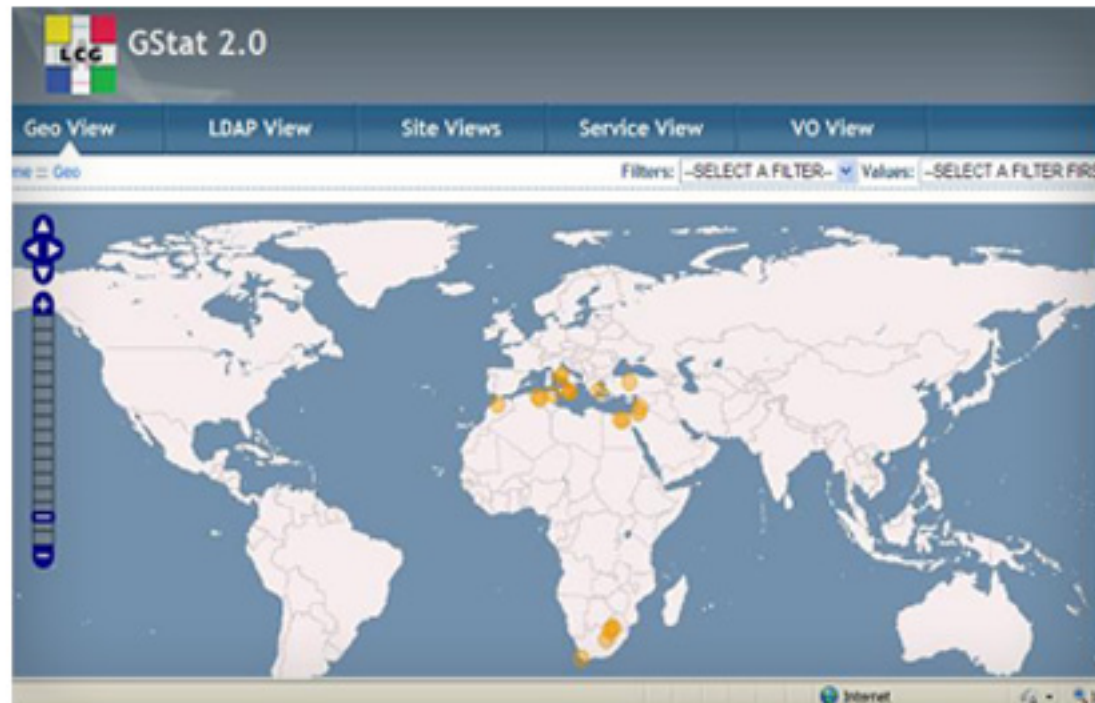 LCG
GStat 2.0
Geo View LDAP View Site Views Service View VO View
me :: Geo Filters: --SELECT A FILTER-- Values: --SELECT A FILTER FIRS
Internet